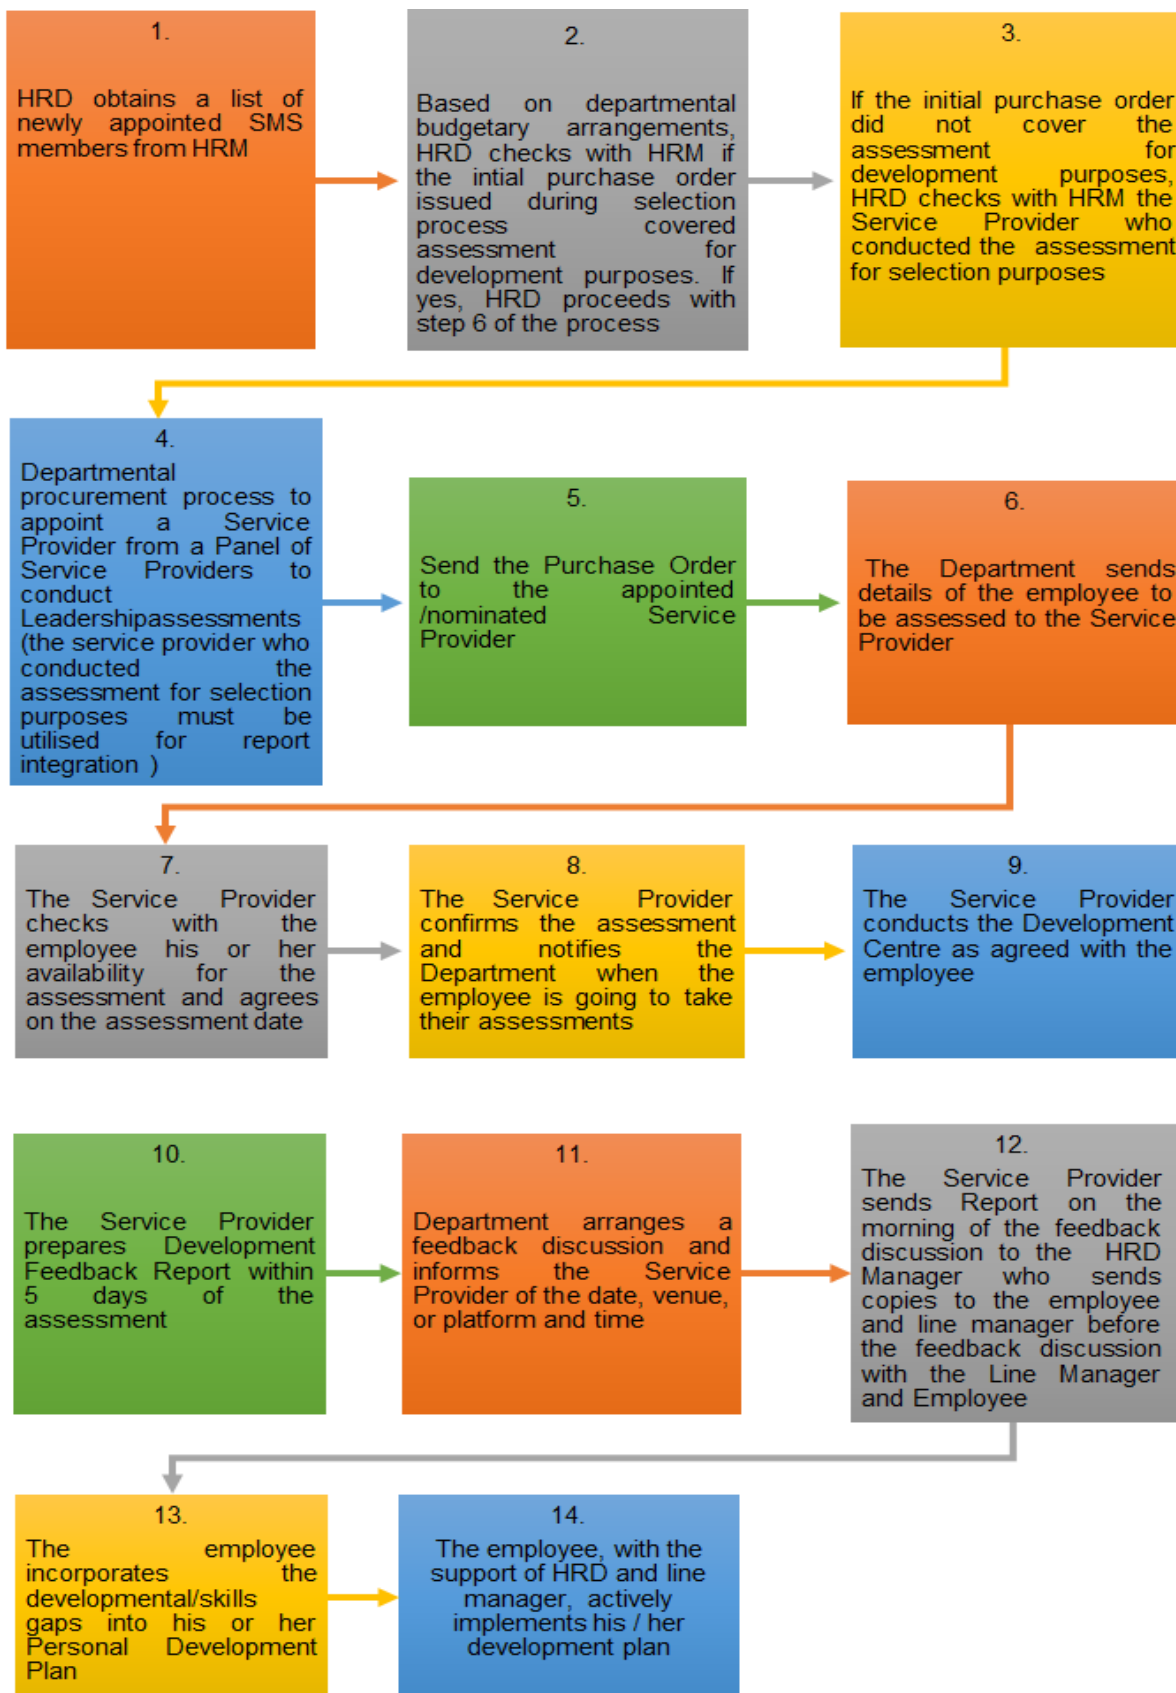 1.
HRD obtains a list of
newly appointed SMS
members from HRM
2.
Based on departmental
budgetary arrangements,
HRD checks with HRM if
the intial purchase order
issued during selection
process covered
assessment for
development purposes. If
yes, HRD proceeds with
step 6 of the process
3.
If the initial purchase order
did not cover the
assessment for
development purposes,
HRD checks with HRM the
Service Provider who
conducted the assessment
for selection purposes
4.
Departmental
procurement process to
appoint a Service
Provider from a Panel of
Service Providers to
conduct
Leadershipassessments
(the service provider who
conducted the
assessment for selection
purposes must be
utilised for report
integration )
5.
Send the Purchase Order
to the appointed
/nominated Service
Provider
6.
The Department sends
details of the employee to
be assessed to the Service
Provider
7.
The Service Provider
checks with the
employee his or her
availability for the
assessment and agrees
on the assessment date
8.
The Service Provider
confirms the assessment
and notifies the
Department when the
employee is going to take
their assessments
9.
The Service Provider
conducts the Development
Centre as agreed with the
employee
10.
The Service Provider
prepares Development
Feedback Report within
5 days of the
assessment
11.
Department arranges a
feedback discussion and
informs the Service
Provider of the date, venue,
or platform and time
12.
The Service Provider
sends Report on the
morning of the feedback
discussion to the HRD
Manager who sends
copies to the employee
and line manager before
the feedback discussion
with the Line Manager
and Employee
13.
The employee
incorporates the
developmental/skills
gaps into his or her
Personal Development
Plan
14.
The employee, with the
support of HRD and line
manager, actively
implements his / her
development plan